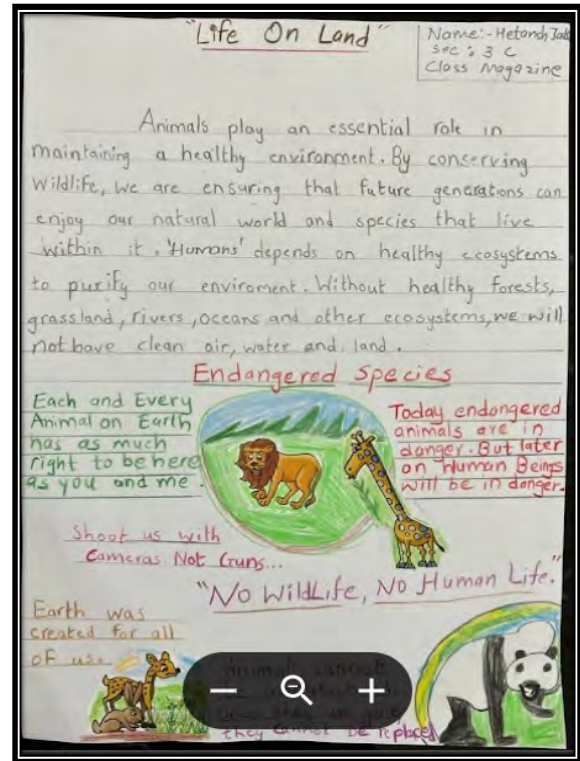 "Life On Land"
Name:- Hetansh
Sec : 3 C
Class Magazine
Animals play an essential role in
maintaining a healthy environment. By conserving
Wildlife, we are ensuring that future generations can
enjoy our natural world and species that live
within it. 'Humans' depends on healthy ecosystems
to purify our enviroment. Without healthy forests,
grassland, rivers, oceans and other ecosystems, we will
not have clean air, water and land.
Endangered Species
Each and Every
Animal on Earth
has as much
right to be here
as you and me.
Today endangered
animals are in
danger. But later
on Human Beings
will be in danger.
Shoot us with
Cameras Not Guns...
"No WildLife, No Human Life."
Earth was
created for all
of use
Animal cannot
they cannot be replaced